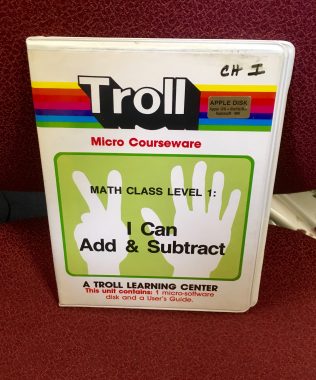 CH I
Troll
APPLE DISK
Micro Courseware
MATH CLASS LEVEL 1:
I Can
Add & Subtract
A TROLL LEARNING CENTER
This unit contains: 1 micro-software
disk and a User's Guide.